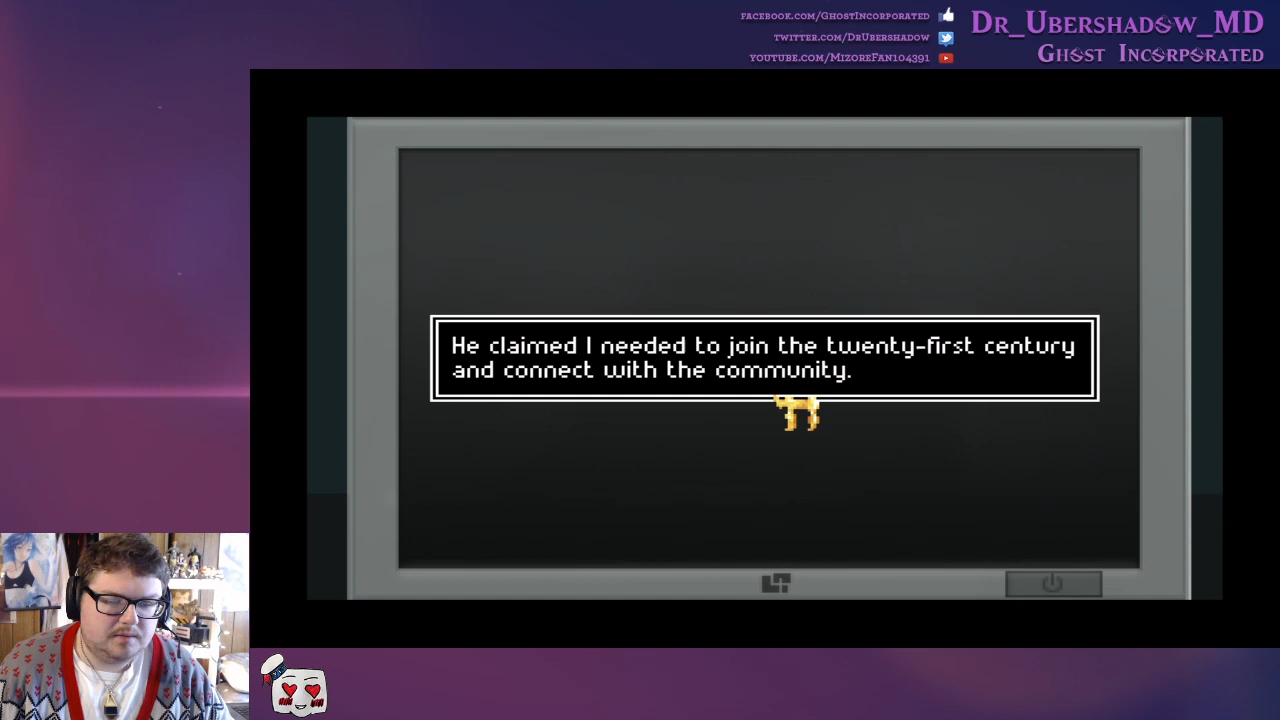 FACEBOOK.COM/GHOSTINCORPORATED
TWITTER.COM/DRUBERSHADOW
YOUTUBE.COM/MIZOREFAN104391
Dr_Ubershadow_MD
Ghost Incorporated
He claimed I needed to join the twenty-first century
and connect with the community.